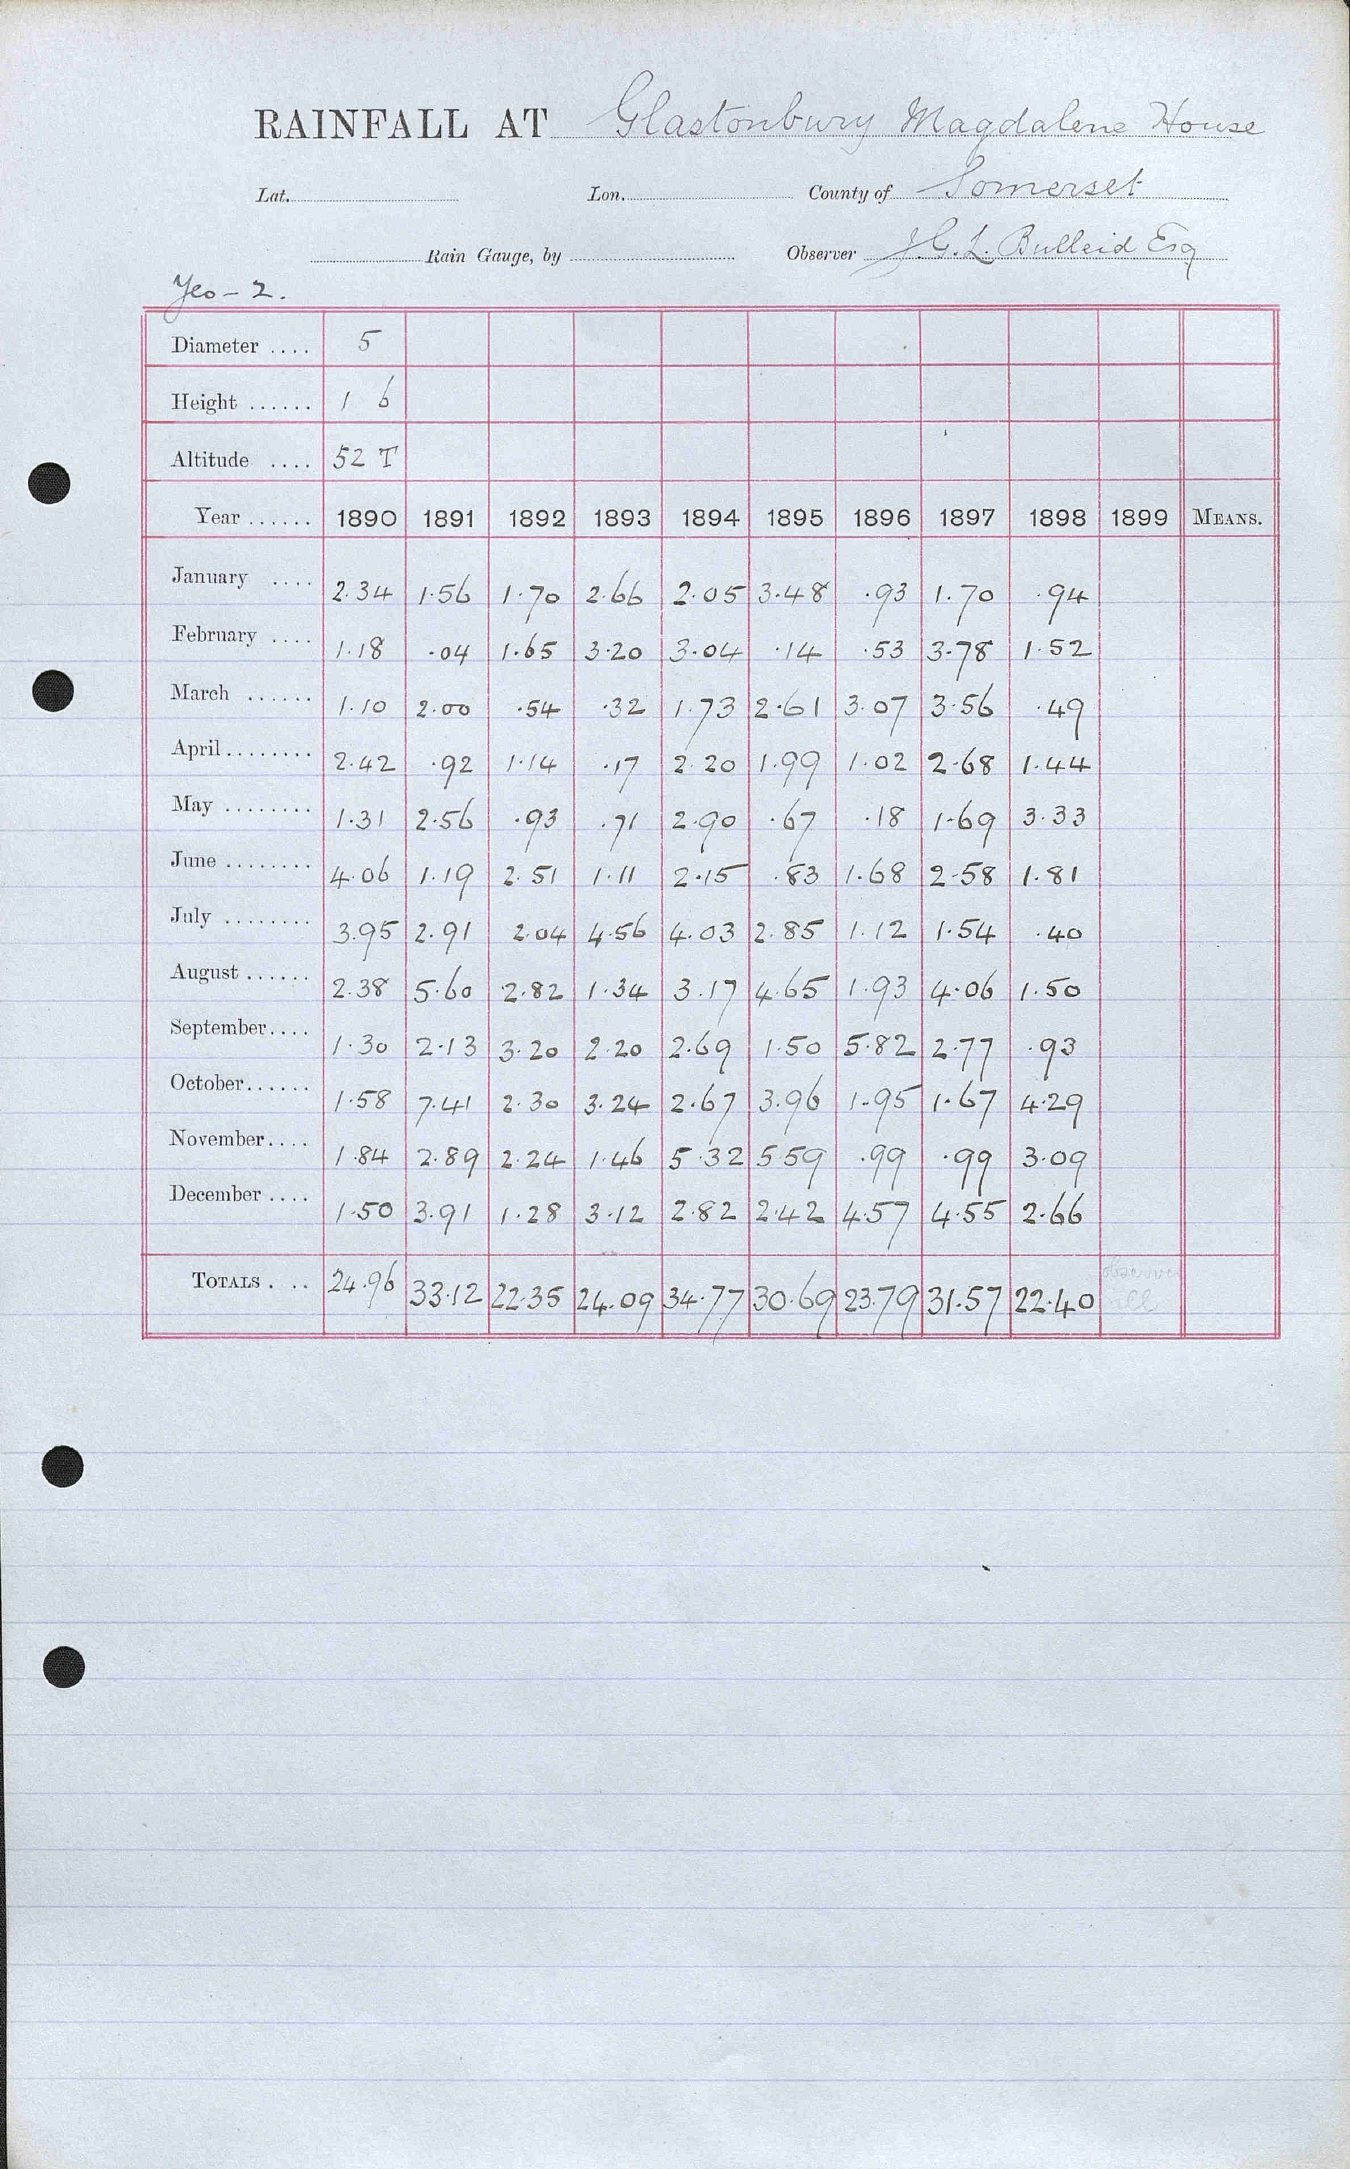 RAINFALL AT Glastonbury Magdalene House
Lat. Lon. County of Somerset
Rain Gauge, by Observer J. G. L. Bulleid Esq
Yeo - 2.
Diameter .... 5
Height ...... 1 6
Altitude .... 52 T
Year ...... 1890 1891 1892 1893 1894 1895 1896 1897 1898 1899 MEANS.
January .... 2.34 1.56 1.70 2.66 2.05 3.48 .93 1.70 .94
February .... 1.18 .04 1.65 3.20 3.04 .14 .53 3.78 1.52
March ...... 1.10 2.00 .54 .32 1.73 2.61 3.07 3.56 .49
April ........ 2.42 .92 1.14 .17 2.20 1.99 1.02 2.68 1.44
May ........ 1.31 2.56 .93 .71 2.90 .67 .18 1.69 3.33
June ........ 4.06 1.19 2.51 1.11 2.15 .83 1.68 2.58 1.81
July ........ 3.95 2.91 2.04 4.56 4.03 2.85 1.12 1.54 .40
August ...... 2.38 5.60 2.82 1.34 3.17 4.65 1.93 4.06 1.50
September.... 1.30 2.13 3.20 2.20 2.69 1.50 5.82 2.77 .93
October...... 1.58 7.41 2.30 3.24 2.67 3.96 1.95 1.67 4.29
November.... 1.84 2.89 2.24 1.46 5.32 5.59 .99 .99 3.09
December .... 1.50 3.91 1.28 3.12 2.82 2.42 4.57 4.55 2.66
TOTALS . .. 24.96 33.12 22.35 24.09 34.77 30.69 23.79 31.57 22.40 observer